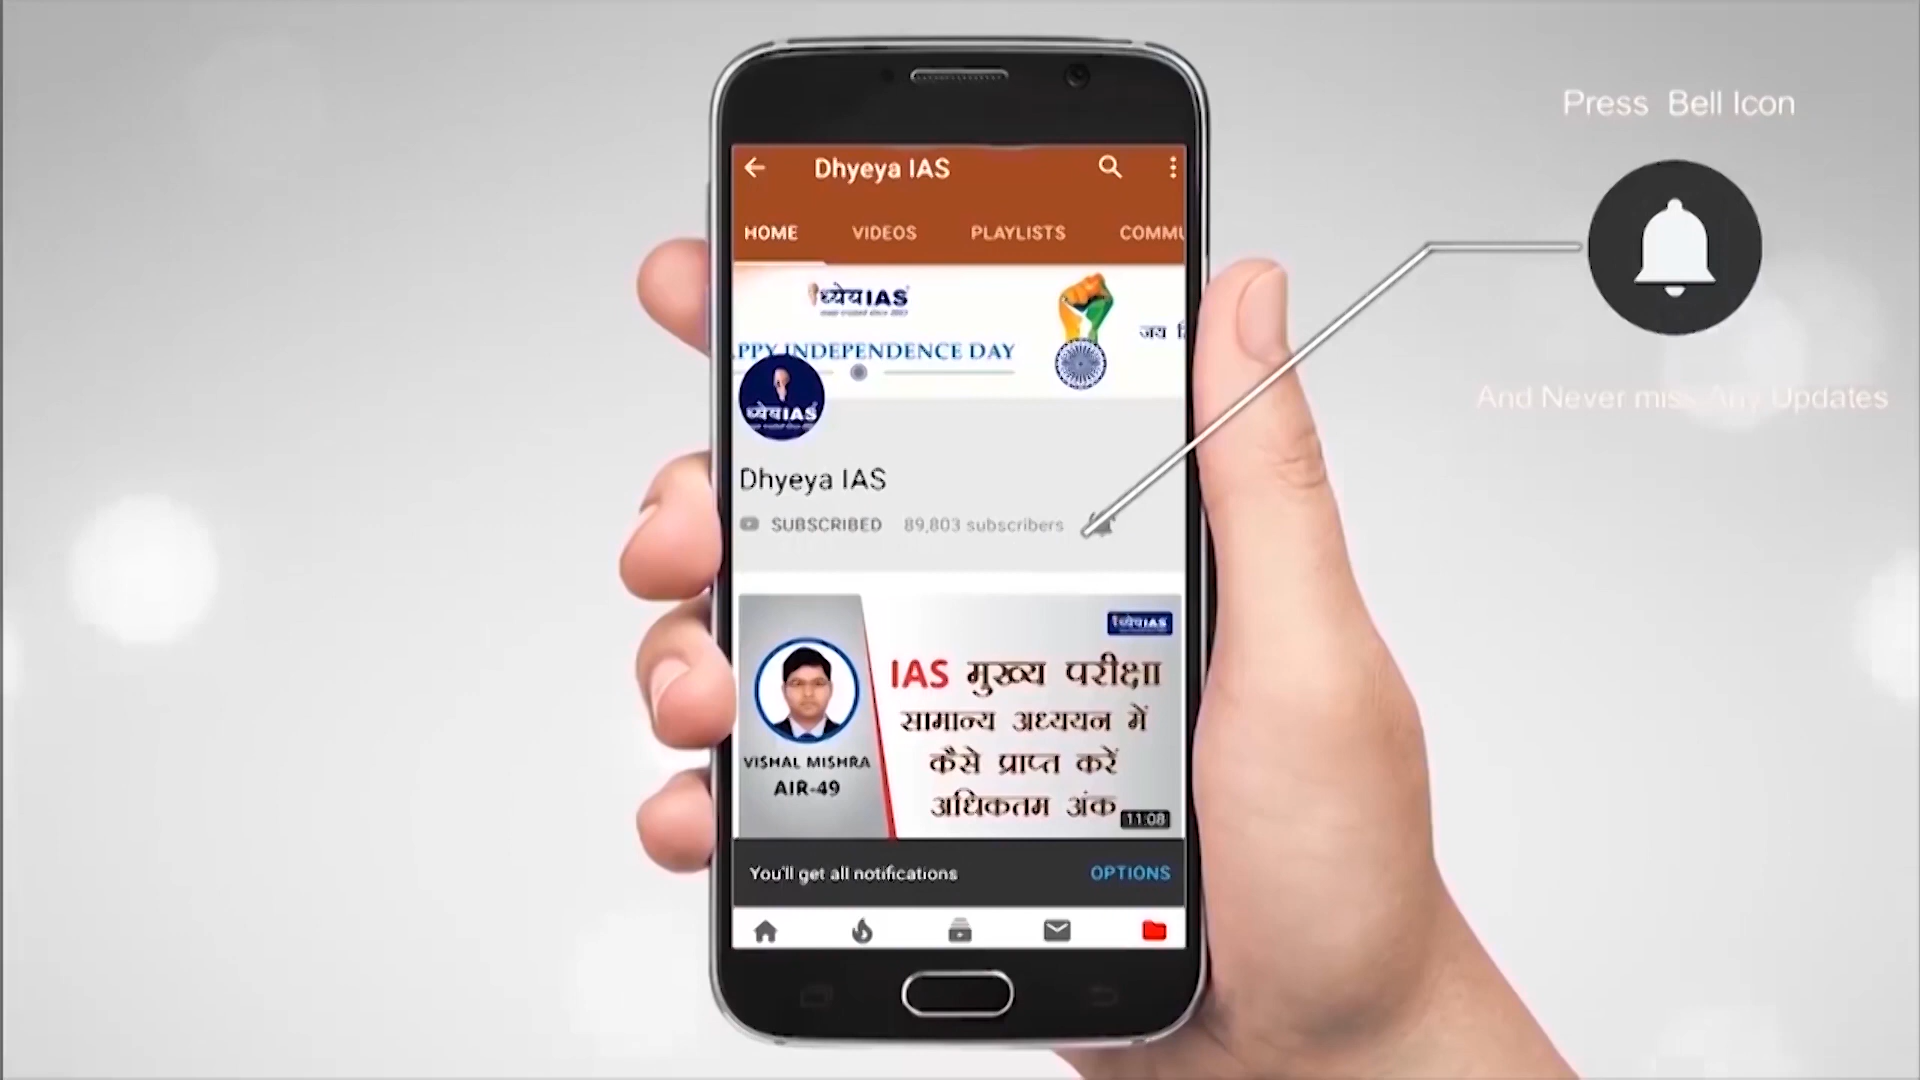 Press Bell Icon
And Never miss Any Updates
Dhyeya IAS
HOME VIDEOS PLAYLISTS COMMU
ध्येयIAS
APPY INDEPENDENCE DAY
जय हि
ध्येयIAS
Dhyeya IAS
SUBSCRIBED 89,803 subscribers
ध्येयIAS
IAS मुख्य परीक्षा
सामान्य अध्ययन में
कैसे प्राप्त करें
अधिकतम अंक
VISHAL MISHRA
AIR-49
11:08
You'll get all notifications OPTIONS